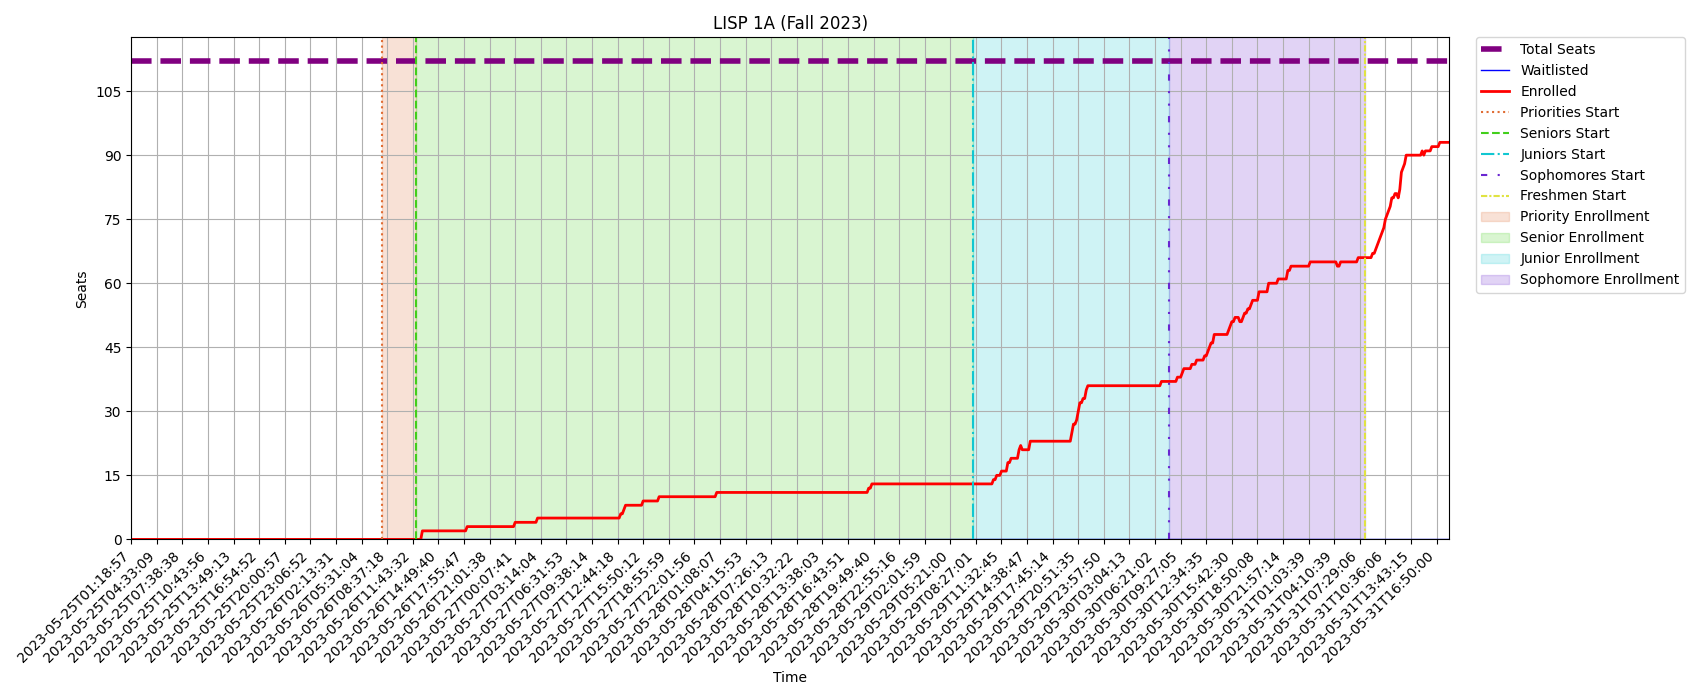 LISP 1A (Fall 2023)
Total Seats
Waitlisted
Enrolled
Priorities Start
Seniors Start
Juniors Start
Sophomores Start
Freshmen Start
Priority Enrollment
Senior Enrollment
Junior Enrollment
Sophomore Enrollment
Seats
105
90
75
60
45
30
15
0
2023-05-25T01:18:57
2023-05-25T04:33:09
2023-05-25T07:38:38
2023-05-25T10:43:56
2023-05-25T13:49:13
2023-05-25T16:54:52
2023-05-25T20:00:57
2023-05-25T23:06:52
2023-05-26T02:13:31
2023-05-26T05:31:04
2023-05-26T08:37:18
2023-05-26T11:43:32
2023-05-26T14:49:40
2023-05-26T17:55:47
2023-05-26T21:01:38
2023-05-27T00:07:41
2023-05-27T03:14:04
2023-05-27T06:31:53
2023-05-27T09:38:14
2023-05-27T12:44:18
2023-05-27T15:50:12
2023-05-27T18:55:59
2023-05-27T22:01:56
2023-05-28T01:08:07
2023-05-28T04:15:53
2023-05-28T07:26:13
2023-05-28T10:32:22
2023-05-28T13:38:03
2023-05-28T16:43:51
2023-05-28T19:49:40
2023-05-28T22:55:16
2023-05-29T02:01:59
2023-05-29T05:21:00
2023-05-29T08:27:01
2023-05-29T11:32:45
2023-05-29T14:38:47
2023-05-29T17:45:14
2023-05-29T20:51:35
2023-05-29T23:57:50
2023-05-30T03:04:13
2023-05-30T06:21:02
2023-05-30T09:27:05
2023-05-30T12:34:35
2023-05-30T15:42:30
2023-05-30T18:50:08
2023-05-30T21:57:14
2023-05-31T01:03:39
2023-05-31T04:10:39
2023-05-31T07:29:06
2023-05-31T10:36:06
2023-05-31T13:43:15
2023-05-31T16:50:00
Time